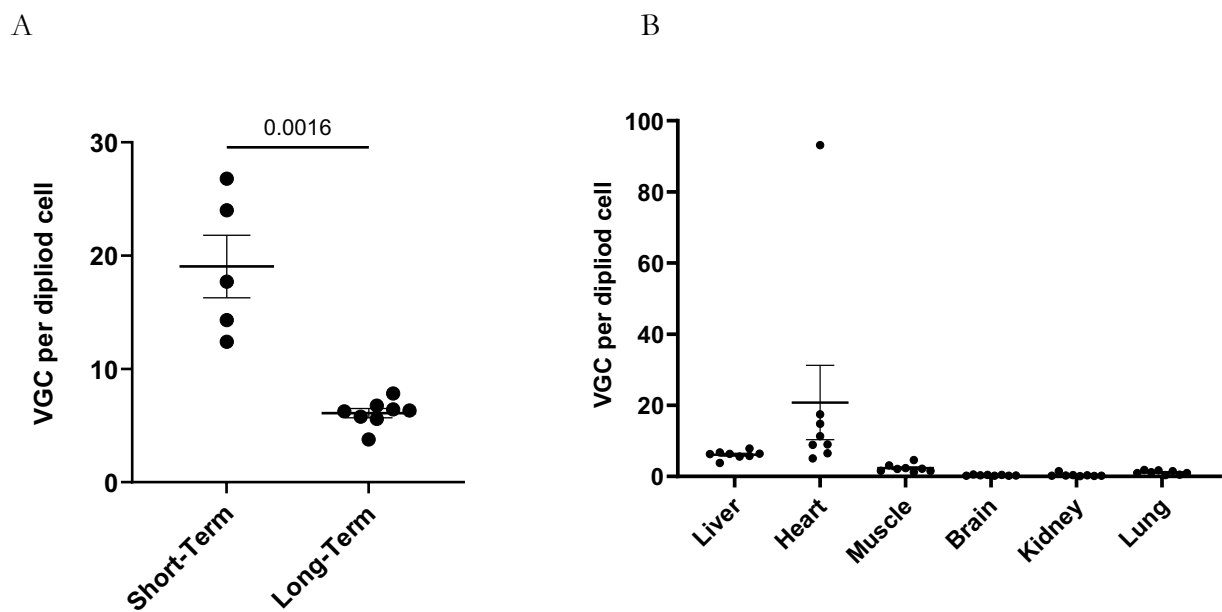 A
B
0.0016
30
20
10
0
VGC per dipliod cell
Short-Term
Long-Term
100
80
60
40
20
0
VGC per dipliod cell
Liver
Heart
Muscle
Brain
Kidney
Lung